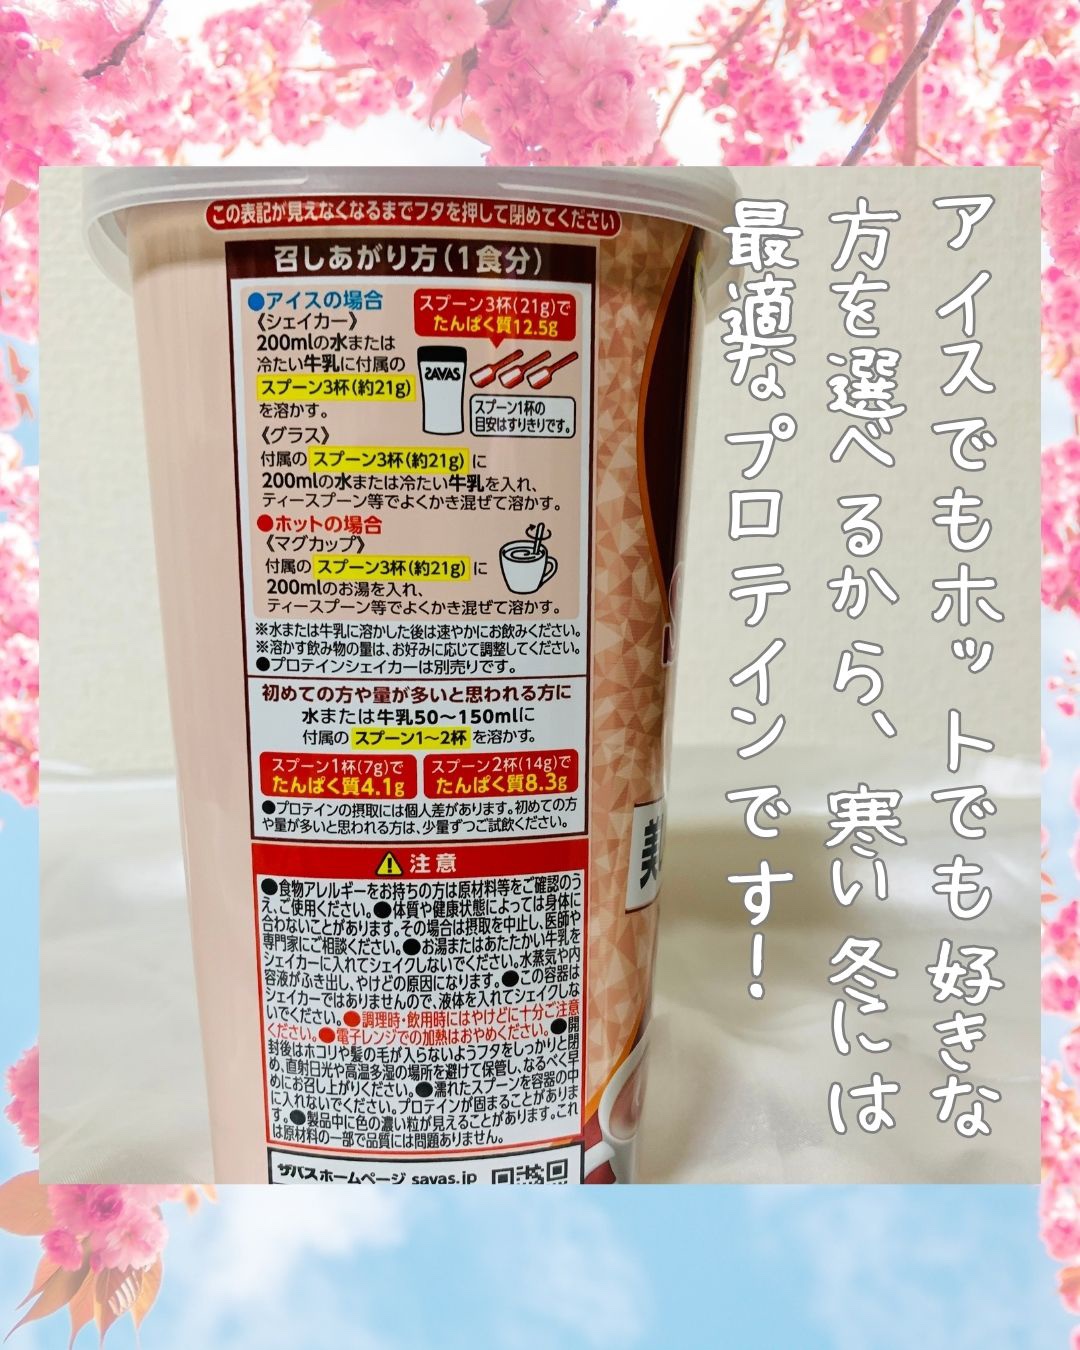 アイスでもホットでも好きな
方を選べるから、寒い冬には
最適なプロテインです!
この表記が見えなくなるまでフタを押して閉めてください
召しあがり方(1食分)
●アイスの場合
《シェイカー》
200mlの水または
冷たい牛乳に付属の
スプーン3杯(約21g)
を溶かす。
スプーン3杯(21g)で
たんぱく質12.5g
SAVAS
スプーン1杯の
目安はすりきりです。
《グラス》
付属の スプーン3杯(約21g) に
200mlの水または冷たい牛乳を入れ、
ティースプーン等でよくかき混ぜて溶かす。
●ホットの場合
《マグカップ》
付属の スプーン3杯(約21g) に
200mlのお湯を入れ、
ティースプーン等でよくかき混ぜて溶かす。
※水または牛乳に溶かした後は速やかにお飲みください。
※溶かす飲み物の量は、お好みに応じて調整してください。
●プロテインシェイカーは別売りです。
初めての方や量が多いと思われる方に
水または牛乳50〜150mlに
付属の スプーン1〜2杯 を溶かす。
スプーン1杯(7g)で
たんぱく質4.1g
スプーン2杯(14g)で
たんぱく質8.3g
●プロテインの摂取には個人差があります。初めての方
や量が多いと思われる方は、少量ずつご試飲ください。
注意
●食物アレルギーをお持ちの方は原材料等をご確認のう
え、ご使用ください。●体質や健康状態によっては身体に
合わないことがあります。その場合は摂取を中止し、医師や
専門家にご相談ください。●お湯またはあたたかい牛乳を
シェイカーに入れてシェイクしないでください。水蒸気や内
容液がふき出し、やけどの原因になります。●この容器は
シェイカーではありませんので、液体を入れてシェイクしな
いでください。●調理時・飲用時にはやけどに十分ご注意
ください。●電子レンジでの加熱はおやめください。●開
封後はホコリや髪の毛が入らないようフタをしっかりと閉
め、直射日光や高温多湿の場所を避けて保管し、なるべく早
めにお召し上がりください。●濡れたスプーンを容器の中
に入れないでください。プロテインが固まることがありま
す。●製品中に色の濃い粒が見えることがあります。これ
は原材料の一部で品質には問題ありません。
ザバスホームページ savas.jp
美